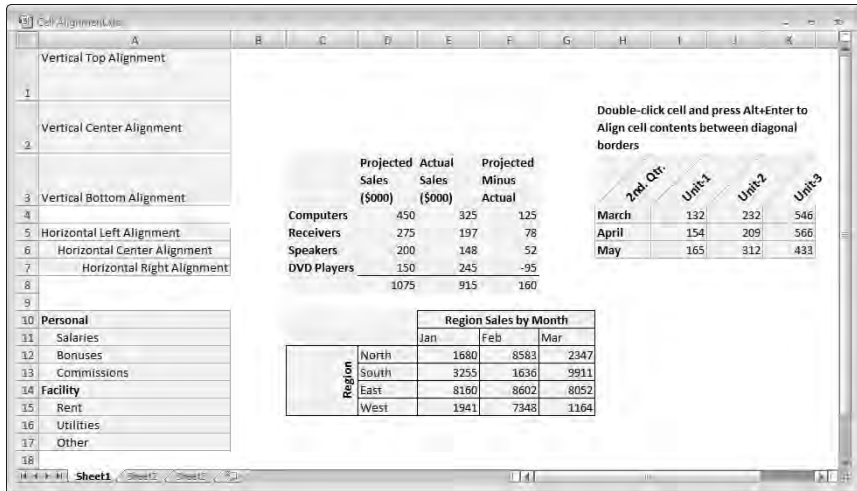 Cell Alignment.xlsx
A B C D E F G H I J K
1 Vertical Top Alignment
2 Vertical Center Alignment
3 Vertical Bottom Alignment
4
5 Horizontal Left Alignment
6 Horizontal Center Alignment
7 Horizontal Right Alignment
8
9
10 Personal
11 Salaries
12 Bonuses
13 Commissions
14 Facility
15 Rent
16 Utilities
17 Other
18
Projected Actual Projected
Sales Sales Minus
($000) ($000) Actual
Computers 450 325 125
Receivers 275 197 78
Speakers 200 148 52
DVD Players 150 245 -95
1075 915 160
Double-click cell and press Alt+Enter to
Align cell contents between diagonal
borders
2nd. Qtr. Unit-1 Unit-2 Unit-3
March 132 232 546
April 154 209 566
May 165 312 433
Region Sales by Month
Jan Feb Mar
Region
North 1680 8583 2347
South 3255 1636 9911
East 8160 8602 8052
West 1941 7348 1164
Sheet1 Sheet2